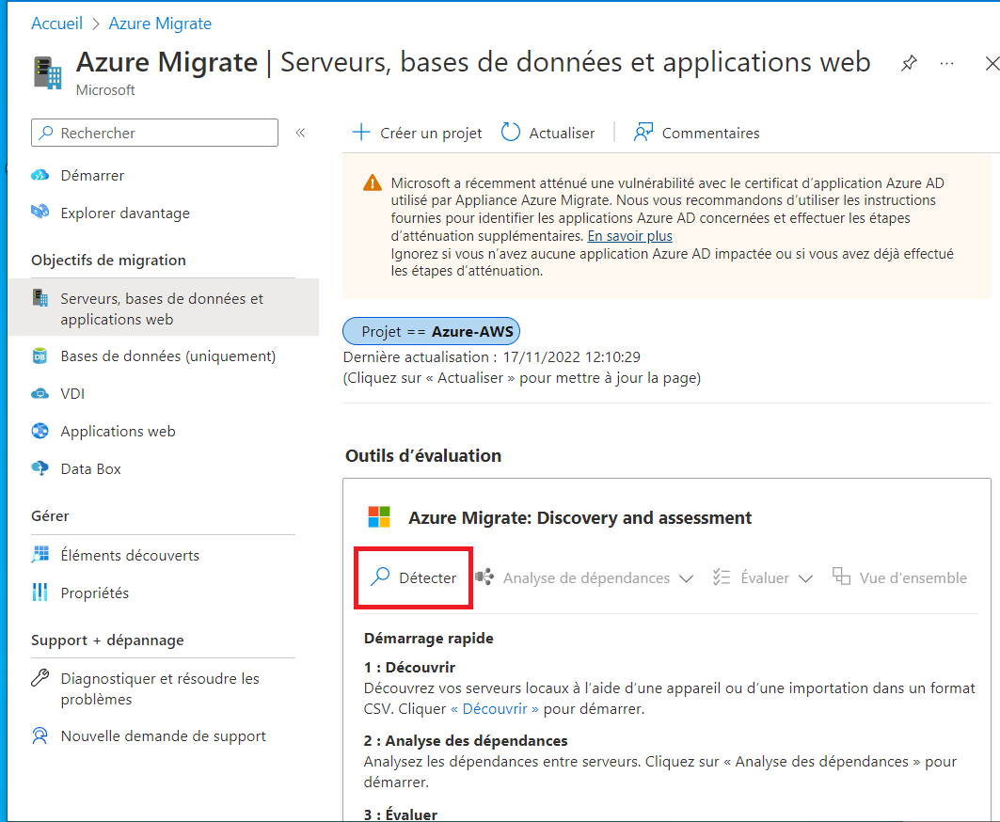 Accueil > Azure Migrate
Azure Migrate | Serveurs, bases de données et applications web
Microsoft
Rechercher
Démarrer
Explorer davantage
Objectifs de migration
Serveurs, bases de données et
applications web
Bases de données (uniquement)
VDI
Applications web
Data Box
Gérer
Éléments découverts
Propriétés
Support + dépannage
Diagnostiquer et résoudre les
problèmes
Nouvelle demande de support
Créer un projet Actualiser Commentaires
Microsoft a récemment atténué une vulnérabilité avec le certificat d’application Azure AD
utilisé par Appliance Azure Migrate. Nous vous recommandons d’utiliser les instructions
fournies pour identifier les applications Azure AD concernées et effectuer les étapes
d’atténuation supplémentaires. En savoir plus
Ignorez si vous n’avez aucune application Azure AD impactée ou si vous avez déjà effectué
les étapes d’atténuation.
Projet == Azure-AWS
Dernière actualisation : 17/11/2022 12:10:29
(Cliquez sur « Actualiser » pour mettre à jour la page)
Outils d’évaluation
Azure Migrate: Discovery and assessment
Détecter Analyse de dépendances Évaluer Vue d'ensemble
Démarrage rapide
1 : Découvrir
Découvrez vos serveurs locaux à l’aide d’une appareil ou d’une importation dans un format
CSV. Cliquer « Découvrir » pour démarrer.
2 : Analyse des dépendances
Analysez les dépendances entre serveurs. Cliquez sur « Analyse des dépendances » pour
démarrer.
3 : Évaluer